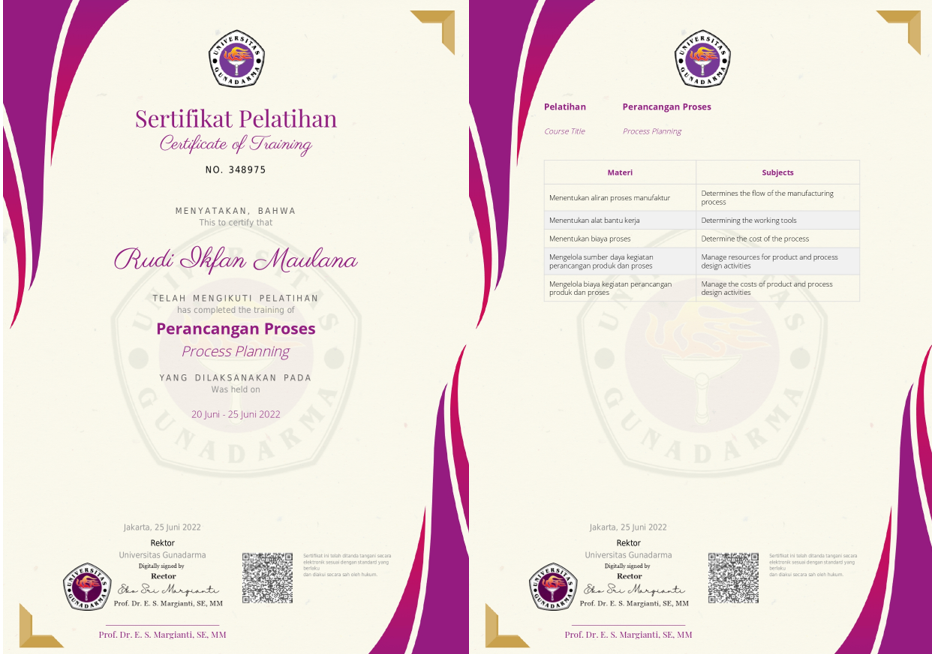 UNIVERSITAS
GUNADARMA
Sertifikat Pelatihan
Certificate of Training
NO. 348975
MENYATAKAN, BAHWA
This to certify that
Rudi Ikfan Maulana
TELAH MENGIKUTI PELATIHAN
has completed the training of
Perancangan Proses
Process Planning
YANG DILAKSANAKAN PADA
Was held on
20 Juni - 25 Juni 2022
Jakarta, 25 Juni 2022
Rektor
Universitas Gunadarma
Digitally signed by
Rector
Eko Sri Margianti
Prof. Dr. E. S. Margianti, SE, MM
Sertifikat ini telah ditanda tangani secara
elektronik sesuai dengan standard yang
berlaku
dan diakui secara sah oleh hukum.
Prof. Dr. E. S. Margianti, SE, MM
UNIVERSITAS
GUNADARMA
Pelatihan Perancangan Proses
Course Title Process Planning
Materi Subjects
Menentukan aliran proses manufaktur Determines the flow of the manufacturing
process
Menentukan alat bantu kerja Determining the working tools
Menentukan biaya proses Determine the cost of the process
Mengelola sumber daya kegiatan Manage resources for product and process
perancangan produk dan proses design activities
Mengelola biaya kegiatan perancangan Manage the costs of product and process
produk dan proses design activities
Jakarta, 25 Juni 2022
Rektor
Universitas Gunadarma
Digitally signed by
Rector
Eko Sri Margianti
Prof. Dr. E. S. Margianti, SE, MM
Sertifikat ini telah ditanda tangani secara
elektronik sesuai dengan standard yang
berlaku
dan diakui secara sah oleh hukum.
Prof. Dr. E. S. Margianti, SE, MM